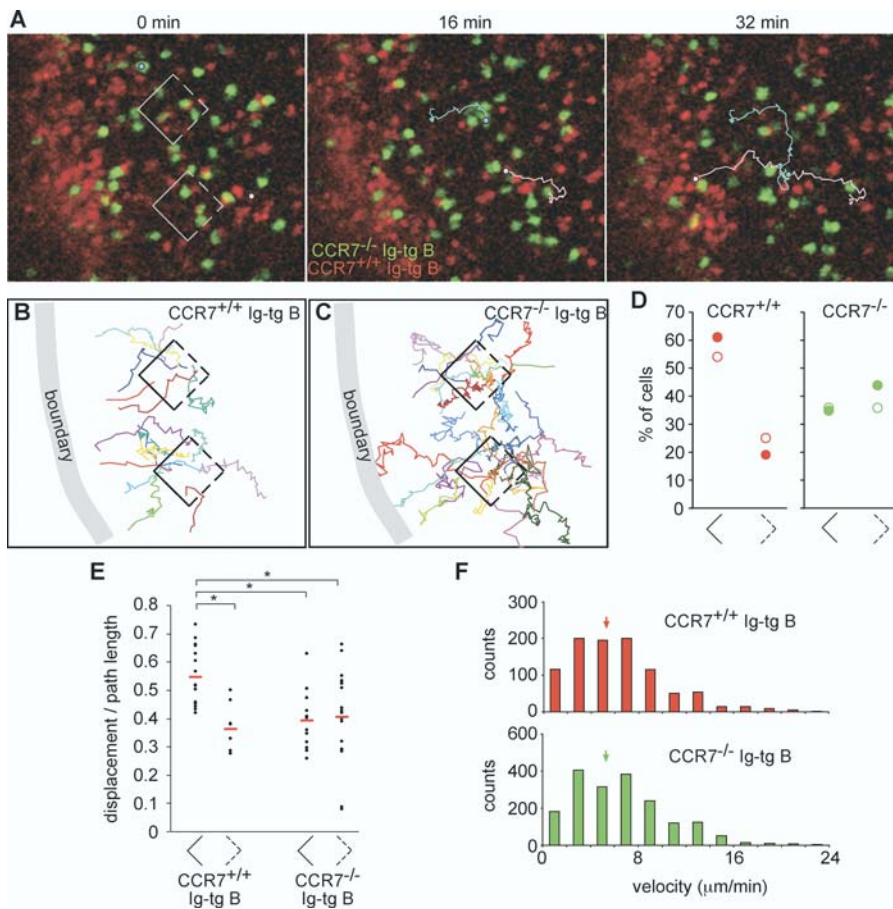 A
0 min
16 min
32 min
CCR7-/- Ig-tg B
CCR7+/+ Ig-tg B
B
CCR7+/+ Ig-tg B
boundary
C
CCR7-/- Ig-tg B
boundary
D
CCR7+/+
CCR7-/-
% of cells
70
60
50
40
30
20
10
0
E
displacement / path length
0.8
0.7
0.6
0.5
0.4
0.3
0.2
0.1
0
*
*
*
CCR7+/+
Ig-tg B
CCR7-/-
Ig-tg B
F
CCR7+/+ Ig-tg B
counts
300
200
100
0
CCR7-/- Ig-tg B
counts
600
400
200
0
0
8
16
24
velocity (μm/min)